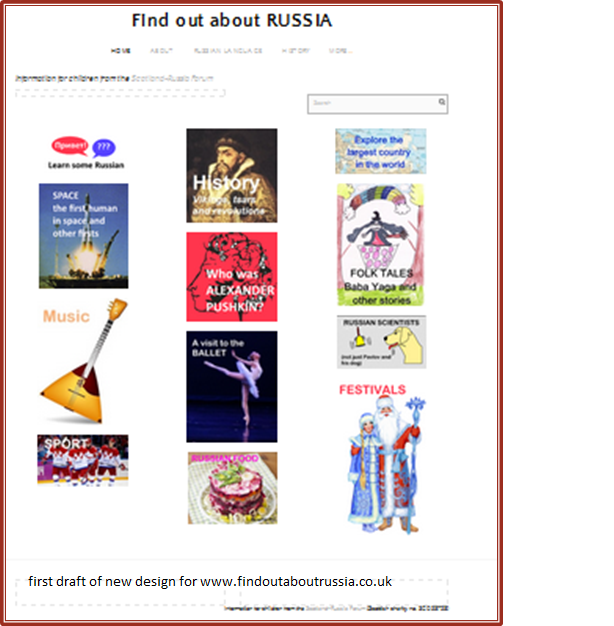 Find out about RUSSIA
HOME ABOUT RUSSIAN LANGUAGE HISTORY MORE...
Information for children from the Scotland-Russia Forum
Search
Привет! ???
Learn some Russian
SPACE
the first human
in space and
other firsts
Music
SPORT
History
Vikings, tsars,
and revolutions
Who was
ALEXANDER
PUSHKIN?
A visit to the
BALLET
RUSSIAN FOOD
Explore the
largest country
in the world
FOLK TALES
Baba Yaga and
other stories
RUSSIAN SCIENTISTS
(not just Pavlov and
his dog)
FESTIVALS
first draft of new design for www.findoutaboutrussia.co.uk
Information for children from the Scotland-Russia Forum (Scottish charity no.